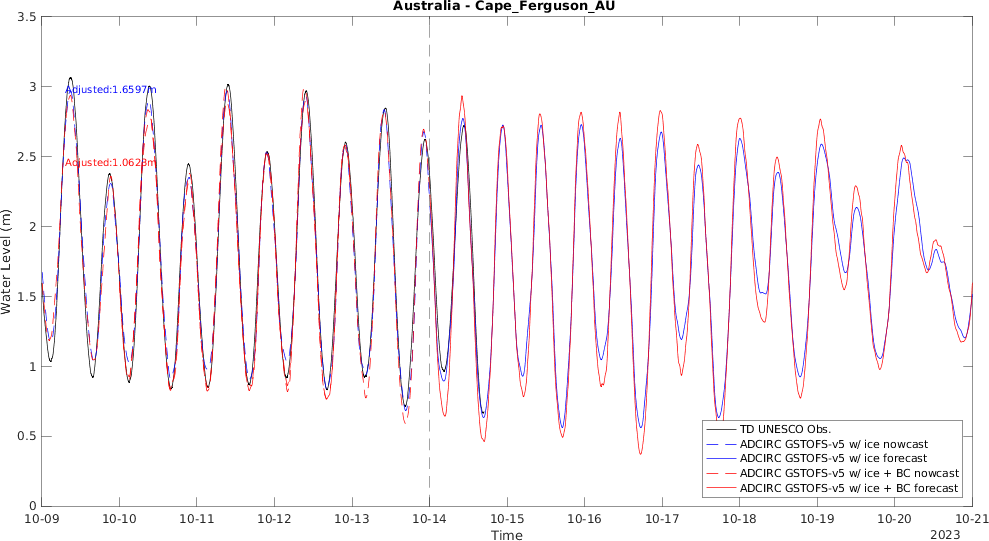 Australia - Cape_Ferguson_AU
3.5
3
2.5
2
1.5
1
0.5
0
Water Level (m)
Adjusted:1.6597m
Adjusted:1.0623m
TD UNESCO Obs.
ADCIRC GSTOFS-v5 w/ ice nowcast
ADCIRC GSTOFS-v5 w/ ice forecast
ADCIRC GSTOFS-v5 w/ ice + BC nowcast
ADCIRC GSTOFS-v5 w/ ice + BC forecast
10-09 10-10 10-11 10-12 10-13 10-14 10-15 10-16 10-17 10-18 10-19 10-20 10-21
Time
2023